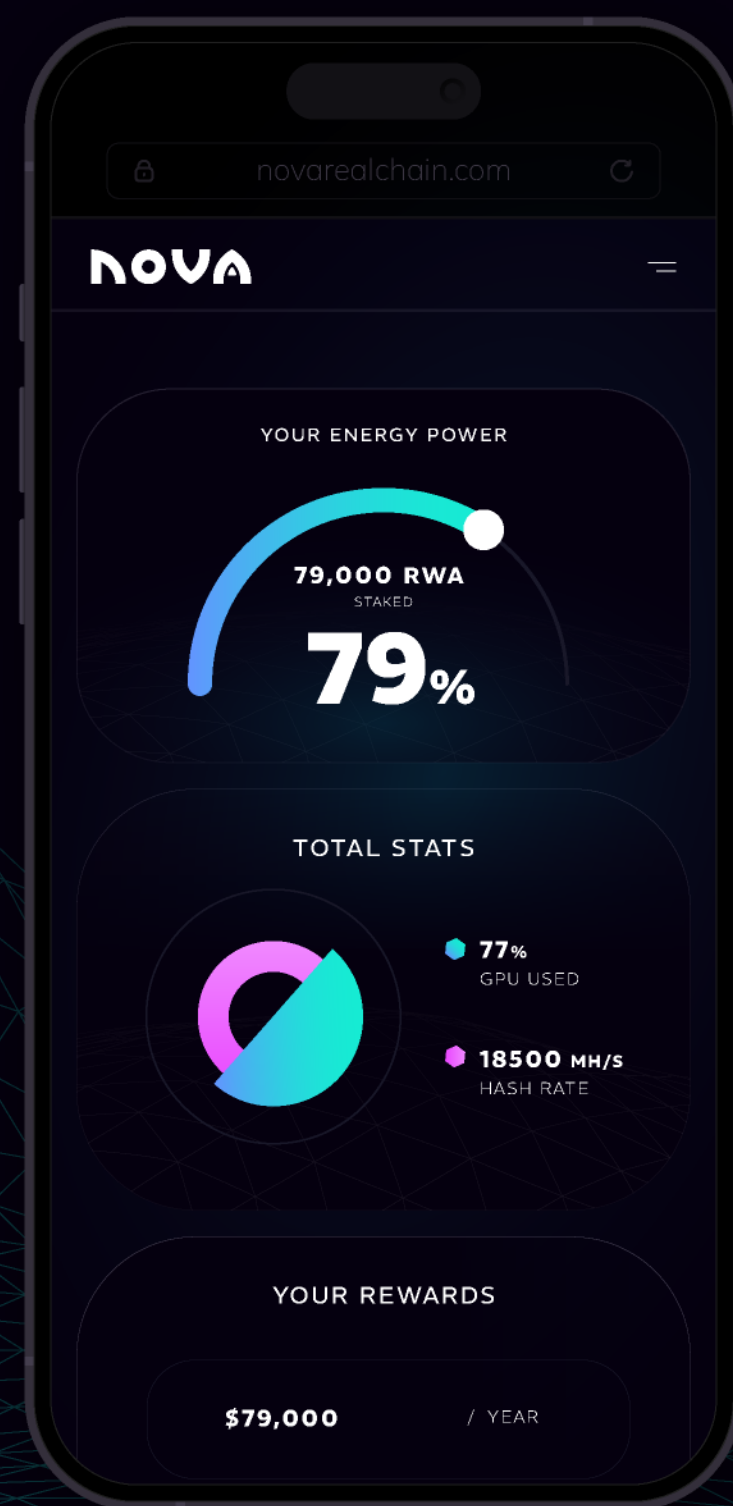 novarealchain.com
NOVA
YOUR ENERGY POWER
79,000 RWA
STAKED
79%
TOTAL STATS
77%
GPU USED
18500 MH/S
HASH RATE
YOUR REWARDS
$79,000 / YEAR